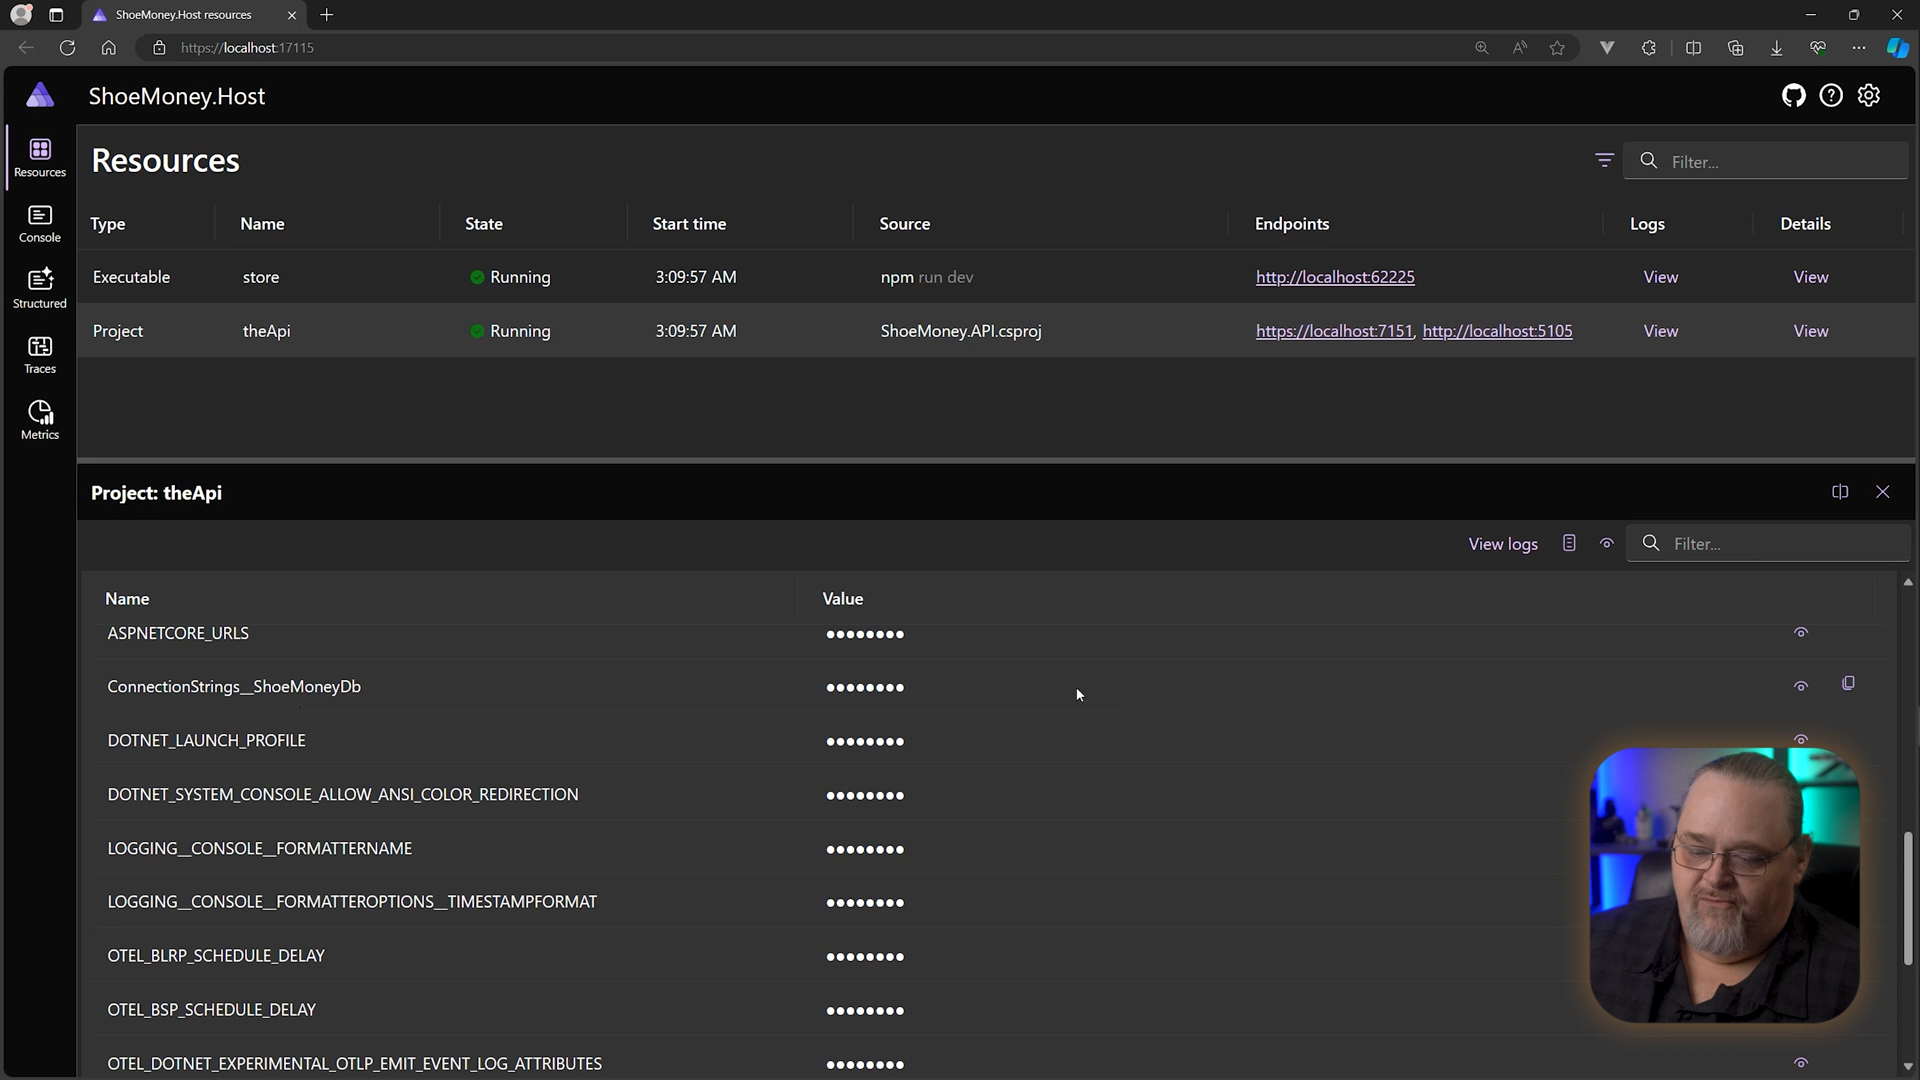 ShoeMoney.Host resources
https://localhost:17115
ShoeMoney.Host
Resources
Console
Structured
Traces
Metrics
Resources
Filter...
Type Name State Start time Source Endpoints Logs Details
Executable store Running 3:09:57 AM npm run dev http://localhost:62225 View View
Project theApi Running 3:09:57 AM ShoeMoney.API.csproj https://localhost:7151, http://localhost:5105 View View
Project: theApi
View logs Filter...
Name Value
ASPNETCORE_URLS ●●●●●●●●
ConnectionStrings__ShoeMoneyDb ●●●●●●●●
DOTNET_LAUNCH_PROFILE ●●●●●●●●
DOTNET_SYSTEM_CONSOLE_ALLOW_ANSI_COLOR_REDIRECTION ●●●●●●●●
LOGGING__CONSOLE__FORMATTERNAME ●●●●●●●●
LOGGING__CONSOLE__FORMATTEROPTIONS__TIMESTAMPFORMAT ●●●●●●●●
OTEL_BLRP_SCHEDULE_DELAY ●●●●●●●●
OTEL_BSP_SCHEDULE_DELAY ●●●●●●●●
OTEL_DOTNET_EXPERIMENTAL_OTLP_EMIT_EVENT_LOG_ATTRIBUTES ●●●●●●●●